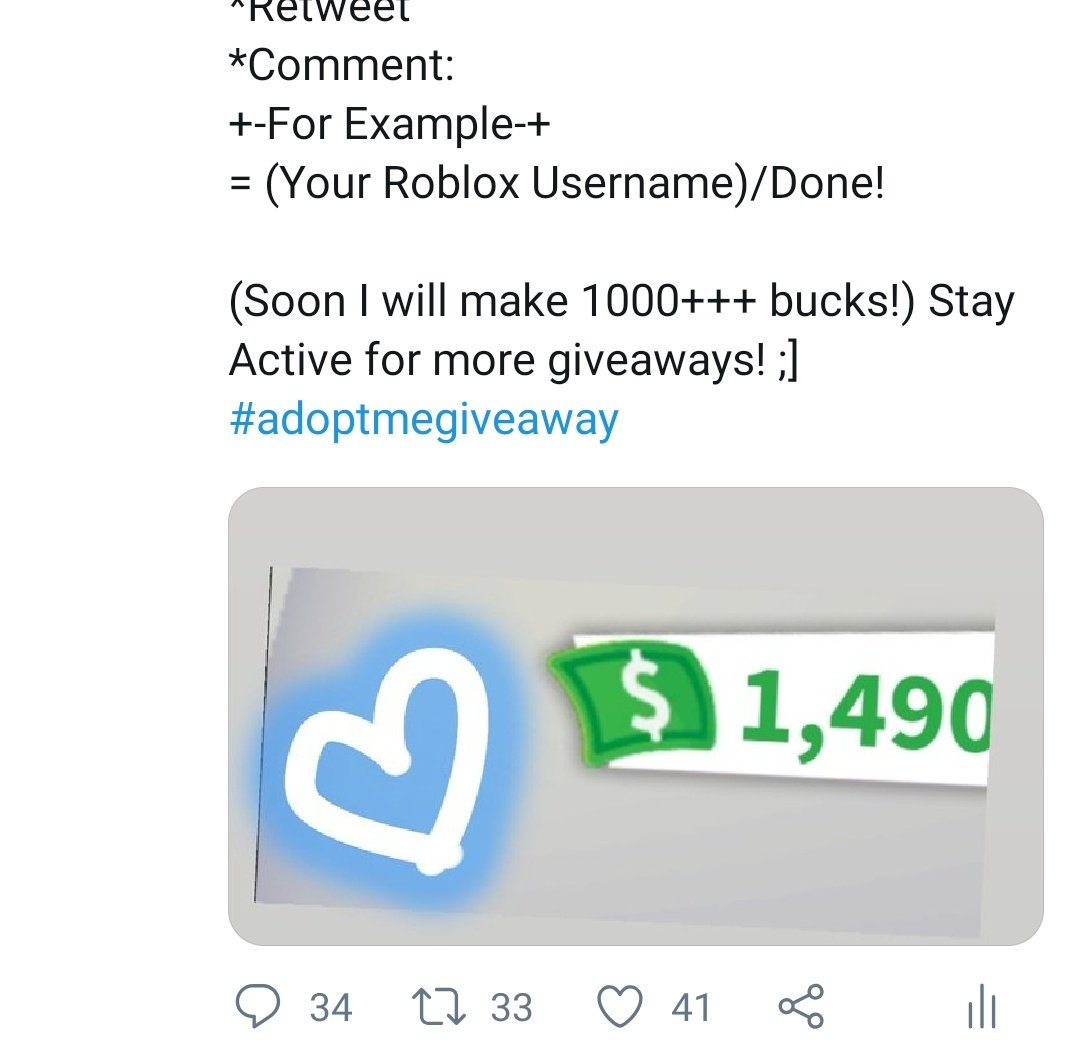 *Retweet
*Comment:
+-For Example-+
= (Your Roblox Username)/Done!
(Soon I will make 1000+++ bucks!) Stay
Active for more giveaways! ;]
#adoptmegiveaway
$ 1,490
34 33 41